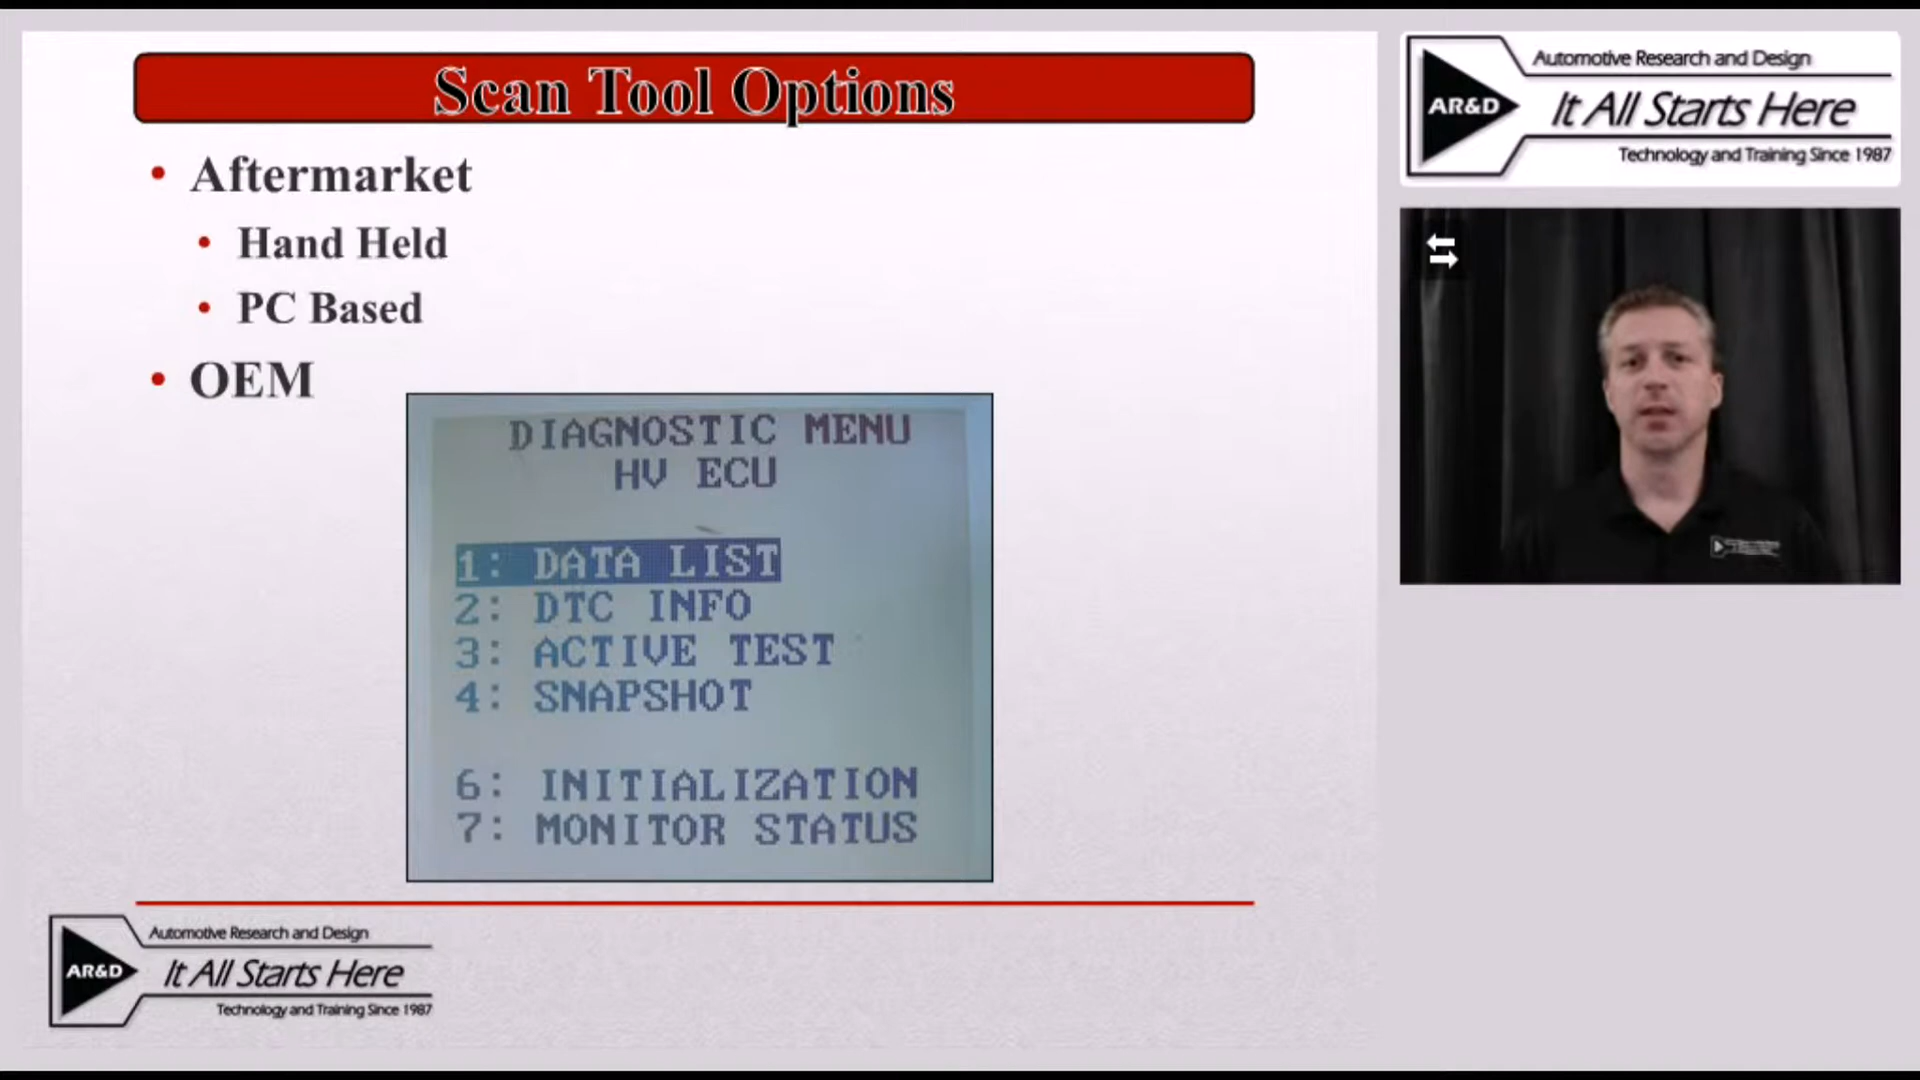 Scan Tool Options
• Aftermarket
• Hand Held
• PC Based
• OEM
DIAGNOSTIC MENU
HV ECU
1: DATA LIST
2: DTC INFO
3: ACTIVE TEST
4: SNAPSHOT
6: INITIALIZATION
7: MONITOR STATUS
Automotive Research and Design
AR&D
It All Starts Here
Technology and Training Since 1987
Automotive Research and Design
AR&D
It All Starts Here
Technology and Training Since 1987